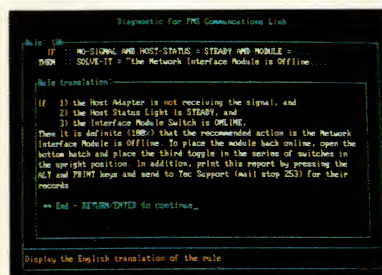 Diagnostic for FMS Communications Link
Rule: 188
IF :: NO-SIGNAL AND HOST-STATUS = STEADY AND MODULE = ...
THEN :: SOLVE-IT = "the Network Interface Module is Offline ...
Rule translation:
If 1) the Host Adapter is not receiving the signal, and
2) the Host Status Light is STEADY, and
3) the Interface Module Switch is ONLINE,
Then It is definite (100%) that the recommended action is the Network
Interface Module is Offline. To place the module back online, open the
bottom hatch and place the third toggle in the series of switches in
the upright position. In addition, print this report by pressing the
ALT and PRINT keys and send to Tec Support (mail stop 253) for their
records
** End - RETURN/ENTER to continue_
Display the English translation of the rule